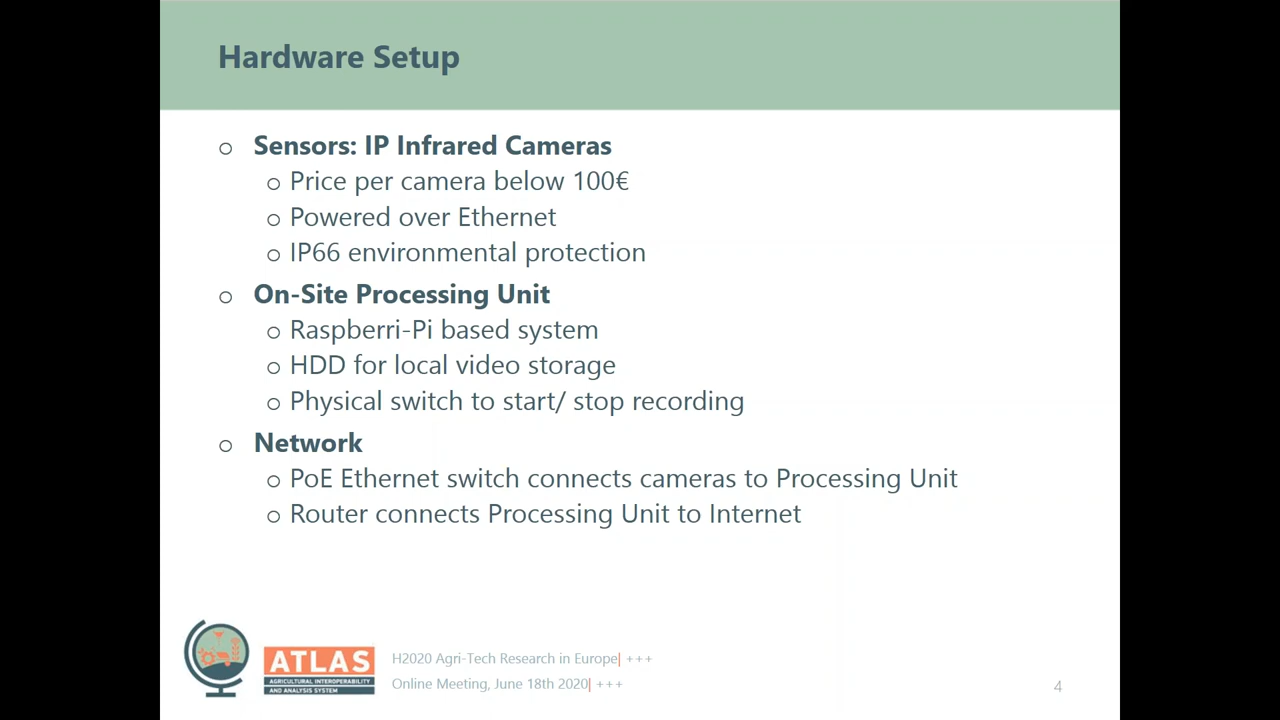 Hardware Setup
o Sensors: IP Infrared Cameras
o Price per camera below 100€
o Powered over Ethernet
o IP66 environmental protection
o On-Site Processing Unit
o Raspberri-Pi based system
o HDD for local video storage
o Physical switch to start/ stop recording
o Network
o PoE Ethernet switch connects cameras to Processing Unit
o Router connects Processing Unit to Internet
ATLAS
AGRICULTURAL INTEROPERABILITY
AND ANALYSIS SYSTEM
H2020 Agri-Tech Research in Europe| +++
Online Meeting, June 18th 2020| +++
4